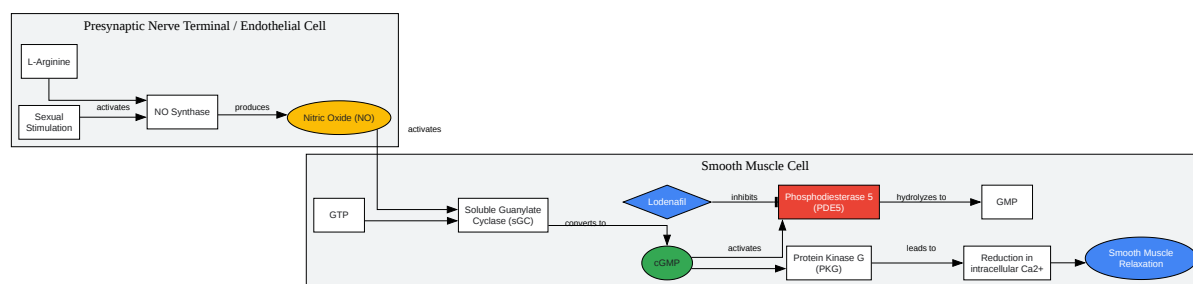 Presynaptic Nerve Terminal / Endothelial Cell
L-Arginine
Sexual
Stimulation
activates
NO Synthase
produces
Nitric Oxide (NO)
activates
Smooth Muscle Cell
GTP
Soluble Guanylate
Cyclase (sGC)
converts to
Lodenafil
inhibits
Phosphodiesterase 5
(PDE5)
hydrolyzes to
GMP
cGMP
activates
Protein Kinase G
(PKG)
leads to
Reduction in
intracellular Ca2+
Smooth Muscle
Relaxation